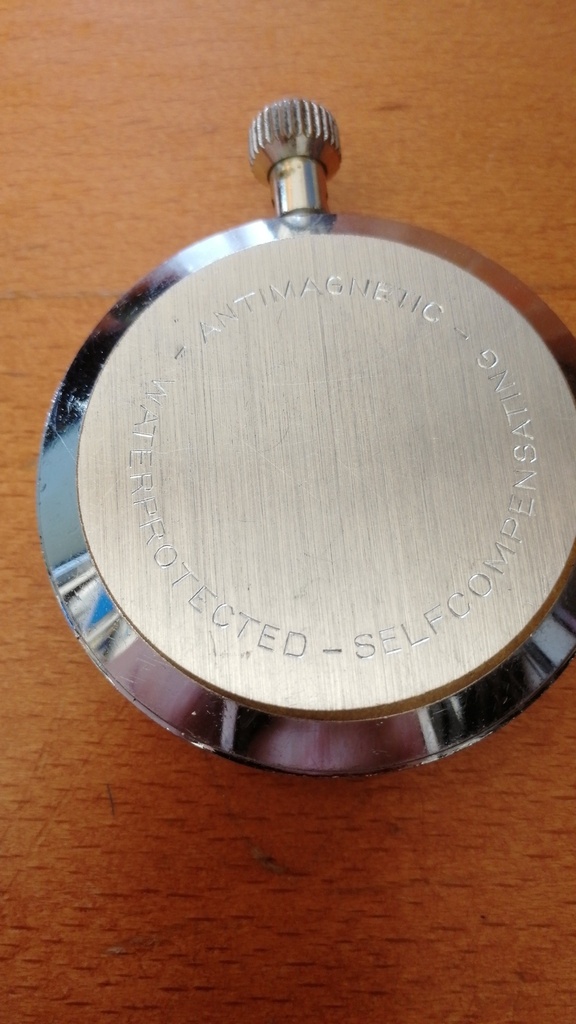 - ANTIMAGNETIC -
WATERPROTECTED - SELFCOMPENSATING